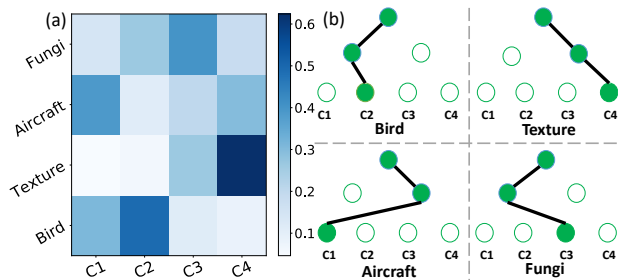 (a)
Fungi
Aircraft
Texture
Bird
C1 C2 C3 C4
0.6
0.5
0.4
0.3
0.2
0.1
(b)
C1 C2 C3 C4
Bird
C1 C2 C3 C4
Texture
C1 C2 C3 C4
Aircraft
C1 C2 C3 C4
Fungi